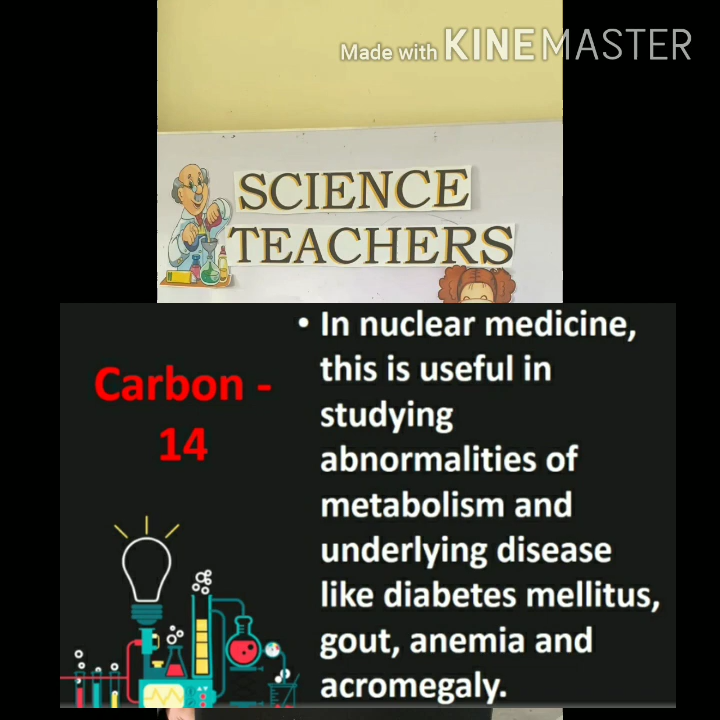 Made with KINEMASTER
SCIENCE
TEACHERS
Carbon -
14
• In nuclear medicine,
this is useful in
studying
abnormalities of
metabolism and
underlying disease
like diabetes mellitus,
gout, anemia and
acromegaly.